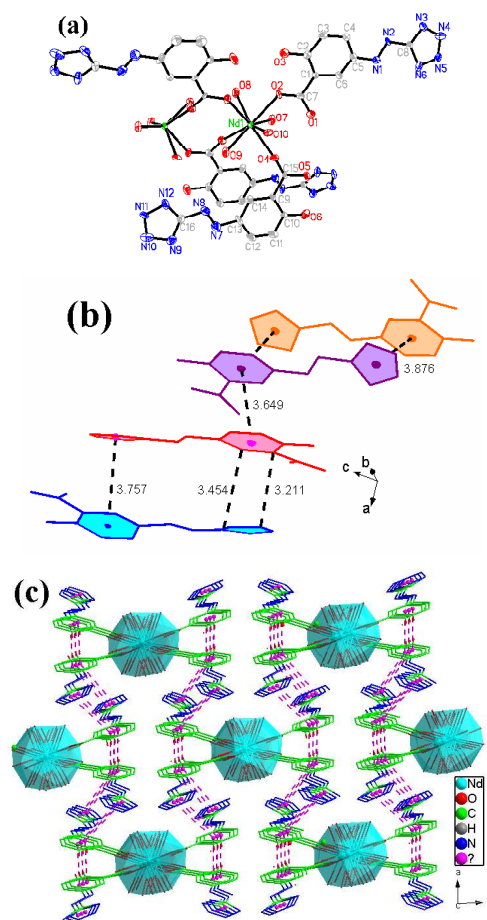 (a)
N3
N2
N4
C4
C3
C8
C2
O3
C5
N5
N1
N6
C1
O8
O2
C6
C7
Nd1
O7
O1
O10
O9
O4
C15
O5
N12
N8
C9
N11
C14
C16
O6
C13
C10
N7
N10
N9
C12
C11
(b)
3.876
3.649
c
b
3.757
3.454
3.211
a
(c)
Nd
O
C
H
N
?
a
c